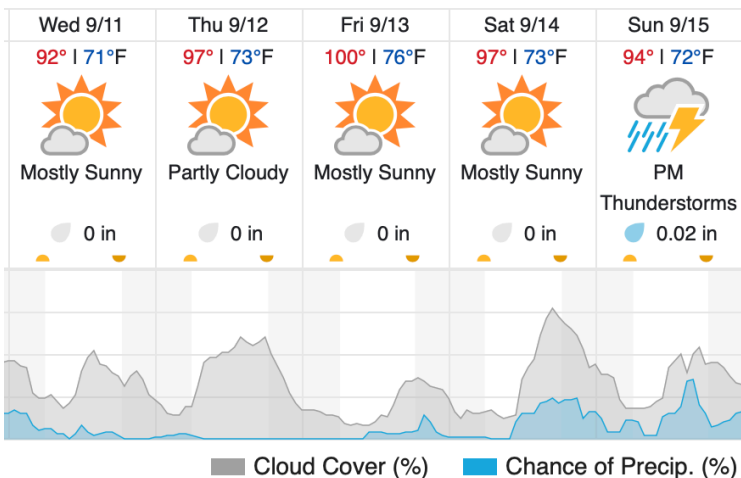 Wed 9/11 Thu 9/12 Fri 9/13 Sat 9/14 Sun 9/15
92° | 71°F 97° | 73°F 100° | 76°F 97° | 73°F 94° | 72°F
Mostly Sunny Partly Cloudy Mostly Sunny Mostly Sunny PM
Thunderstorms
0 in 0 in 0 in 0 in 0.02 in
Cloud Cover (%) Chance of Precip. (%)